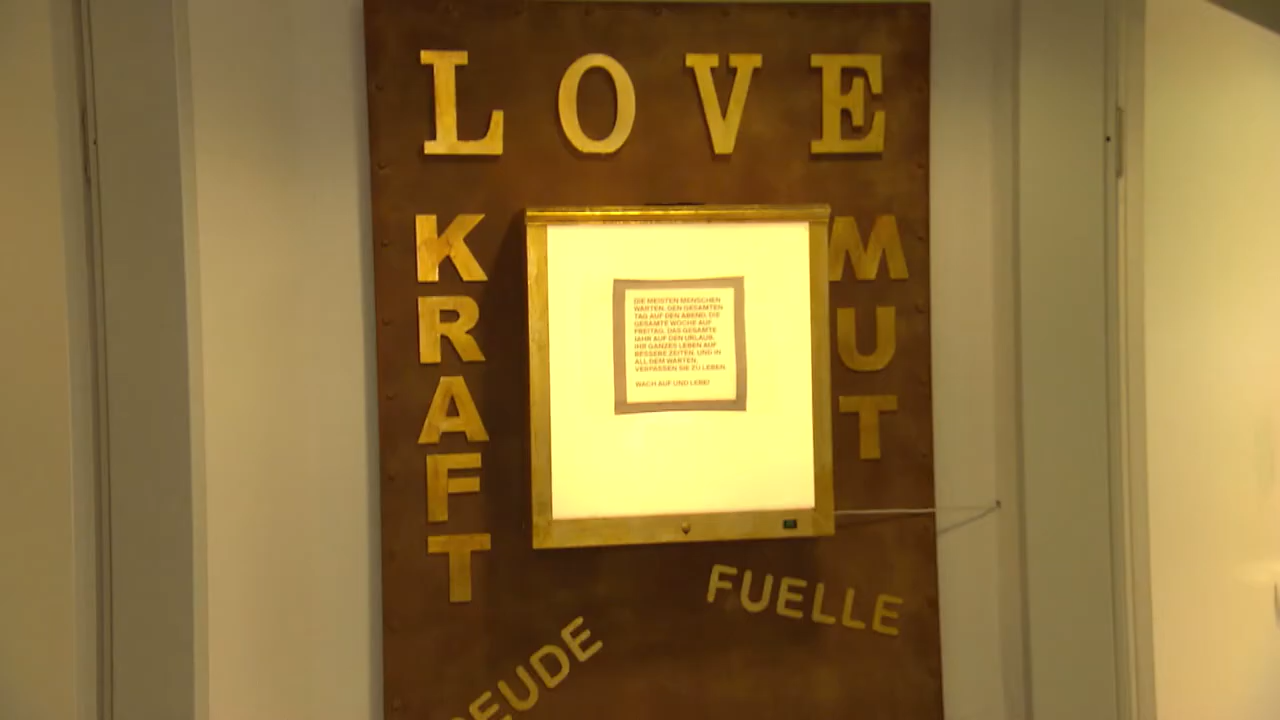 LOVE
KRAFT
MUT
DIE MEISTEN MENSCHEN
WARTEN. DEN GESAMTEN
TAG AUF DEN ABEND. DIE
GESAMTE WOCHE AUF
FREITAG. DAS GESAMTE
JAHR AUF DEN URLAUB.
IHR GANZES LEBEN AUF
BESSERE ZEITEN. UND IN
ALL DEM WARTEN,
VERPASSEN SIE ZU LEBEN.
WACH AUF UND LEBE!
FUELLE
EUDE